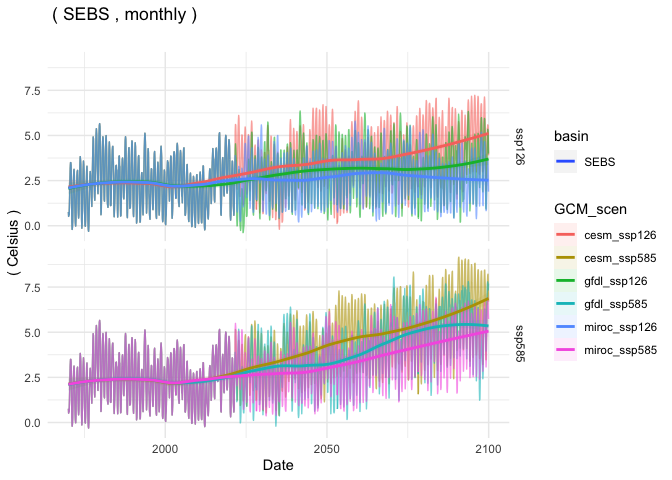 ( SEBS , monthly )
( Celsius )
7.5
5.0
2.5
0.0
ssp126
7.5
5.0
2.5
0.0
ssp585
2000
2050
2100
Date
basin
SEBS
GCM_scen
cesm_ssp126
cesm_ssp585
gfdl_ssp126
gfdl_ssp585
miroc_ssp126
miroc_ssp585